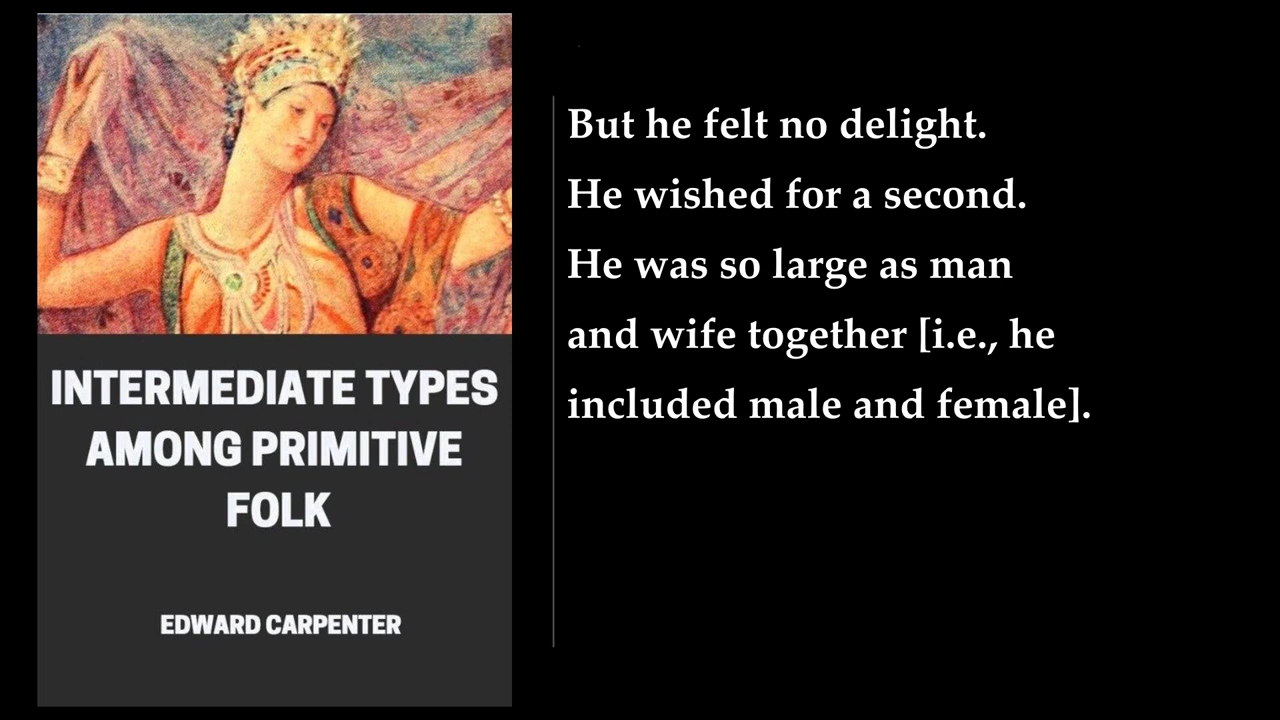 INTERMEDIATE TYPES
AMONG PRIMITIVE
FOLK
EDWARD CARPENTER
But he felt no delight.
He wished for a second.
He was so large as man
and wife together [i.e., he
included male and female].